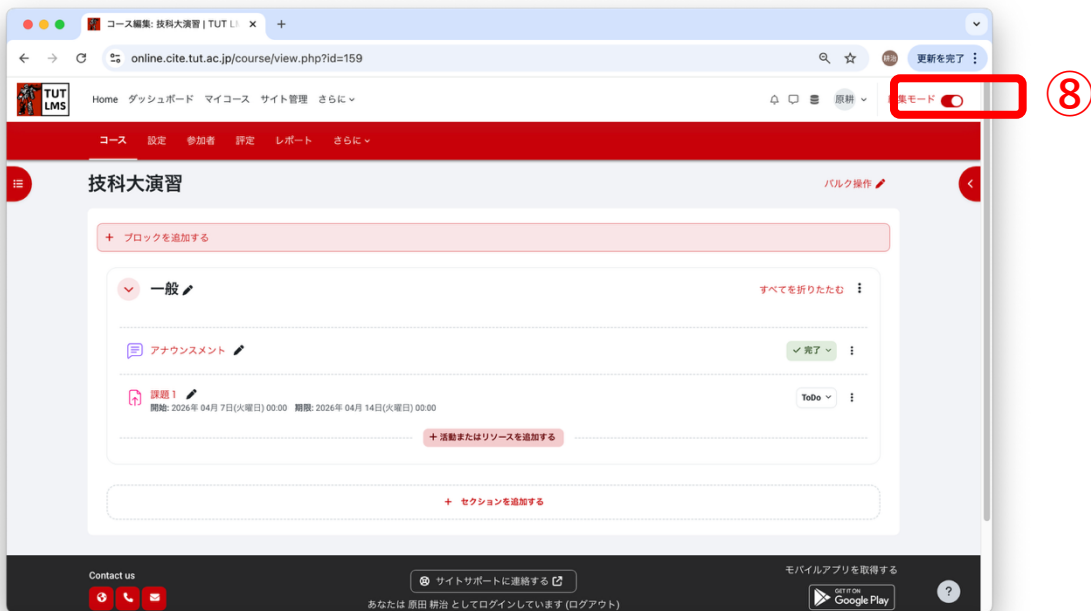 コース編集: 技科大演習 | TUT L
online.cite.tut.ac.jp/course/view.php?id=159
耕治
更新を完了
TUT LMS
Home ダッシュボード マイコース サイト管理 さらに
原耕
集モード
⑧
コース 設定 参加者 評定 レポート さらに
技科大演習
バルク操作
+ ブロックを追加する
一般
すべてを折りたたむ
アナウンスメント
完了
課題 1
ToDo
開始: 2026年 04月 7日(火曜日) 00:00 期限: 2026年 04月 14日(火曜日) 00:00
+ 活動またはリソースを追加する
+ セクションを追加する
Contact us
サイトサポートに連絡する
モバイルアプリを取得する
GET IT ON
Google Play
?
あなたは 原田 耕治 としてログインしています (ログアウト)